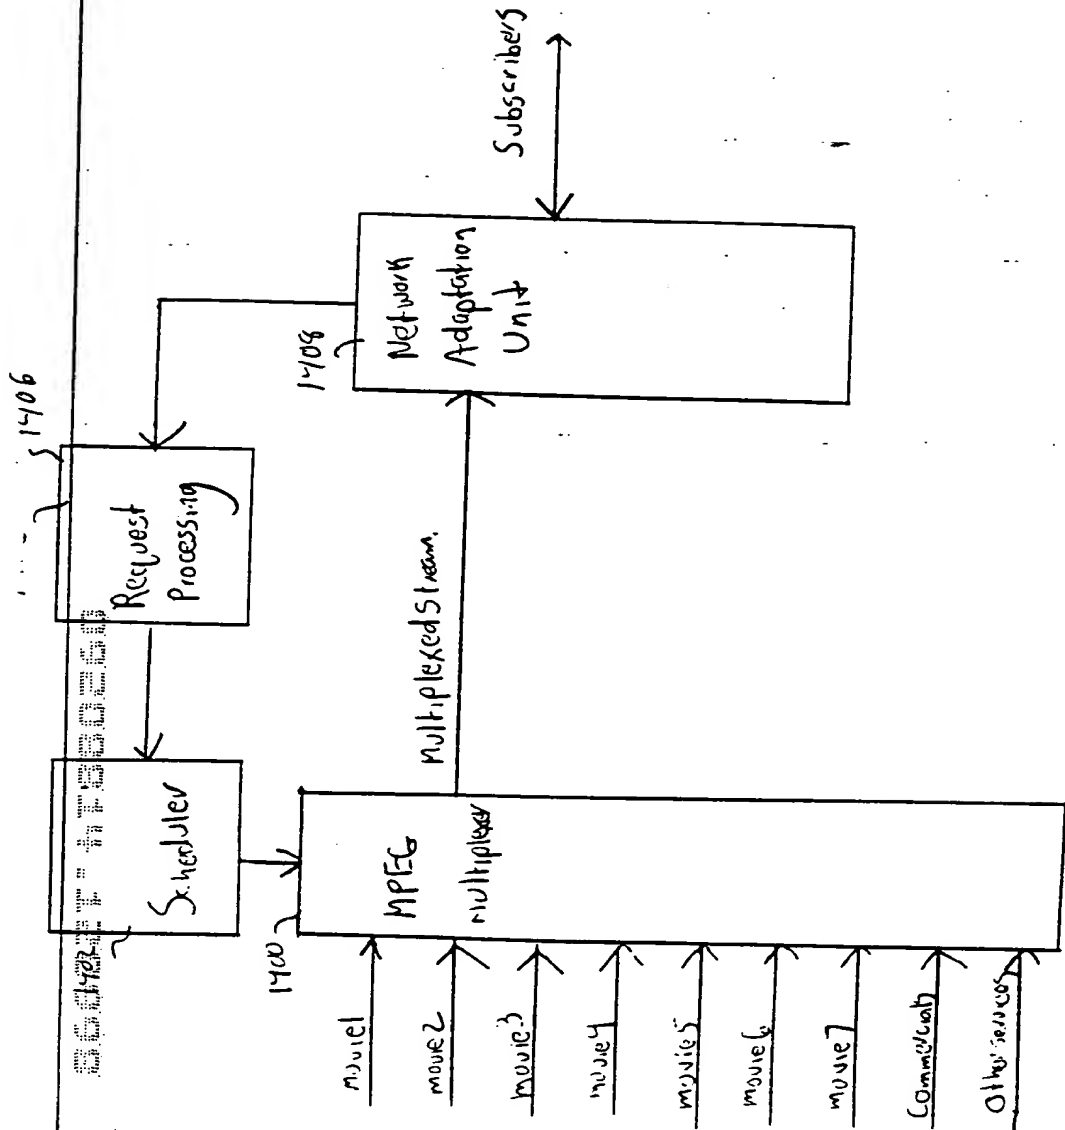 1406
Request
Processing
Scheduler
1408
Network
Adaptation
Unit
Subscribers
Multiplexed Stream.
1400
MPEG
multiplexer
movie1
movie2
movie3
movie4
movie5
movie6
movie7
Other services